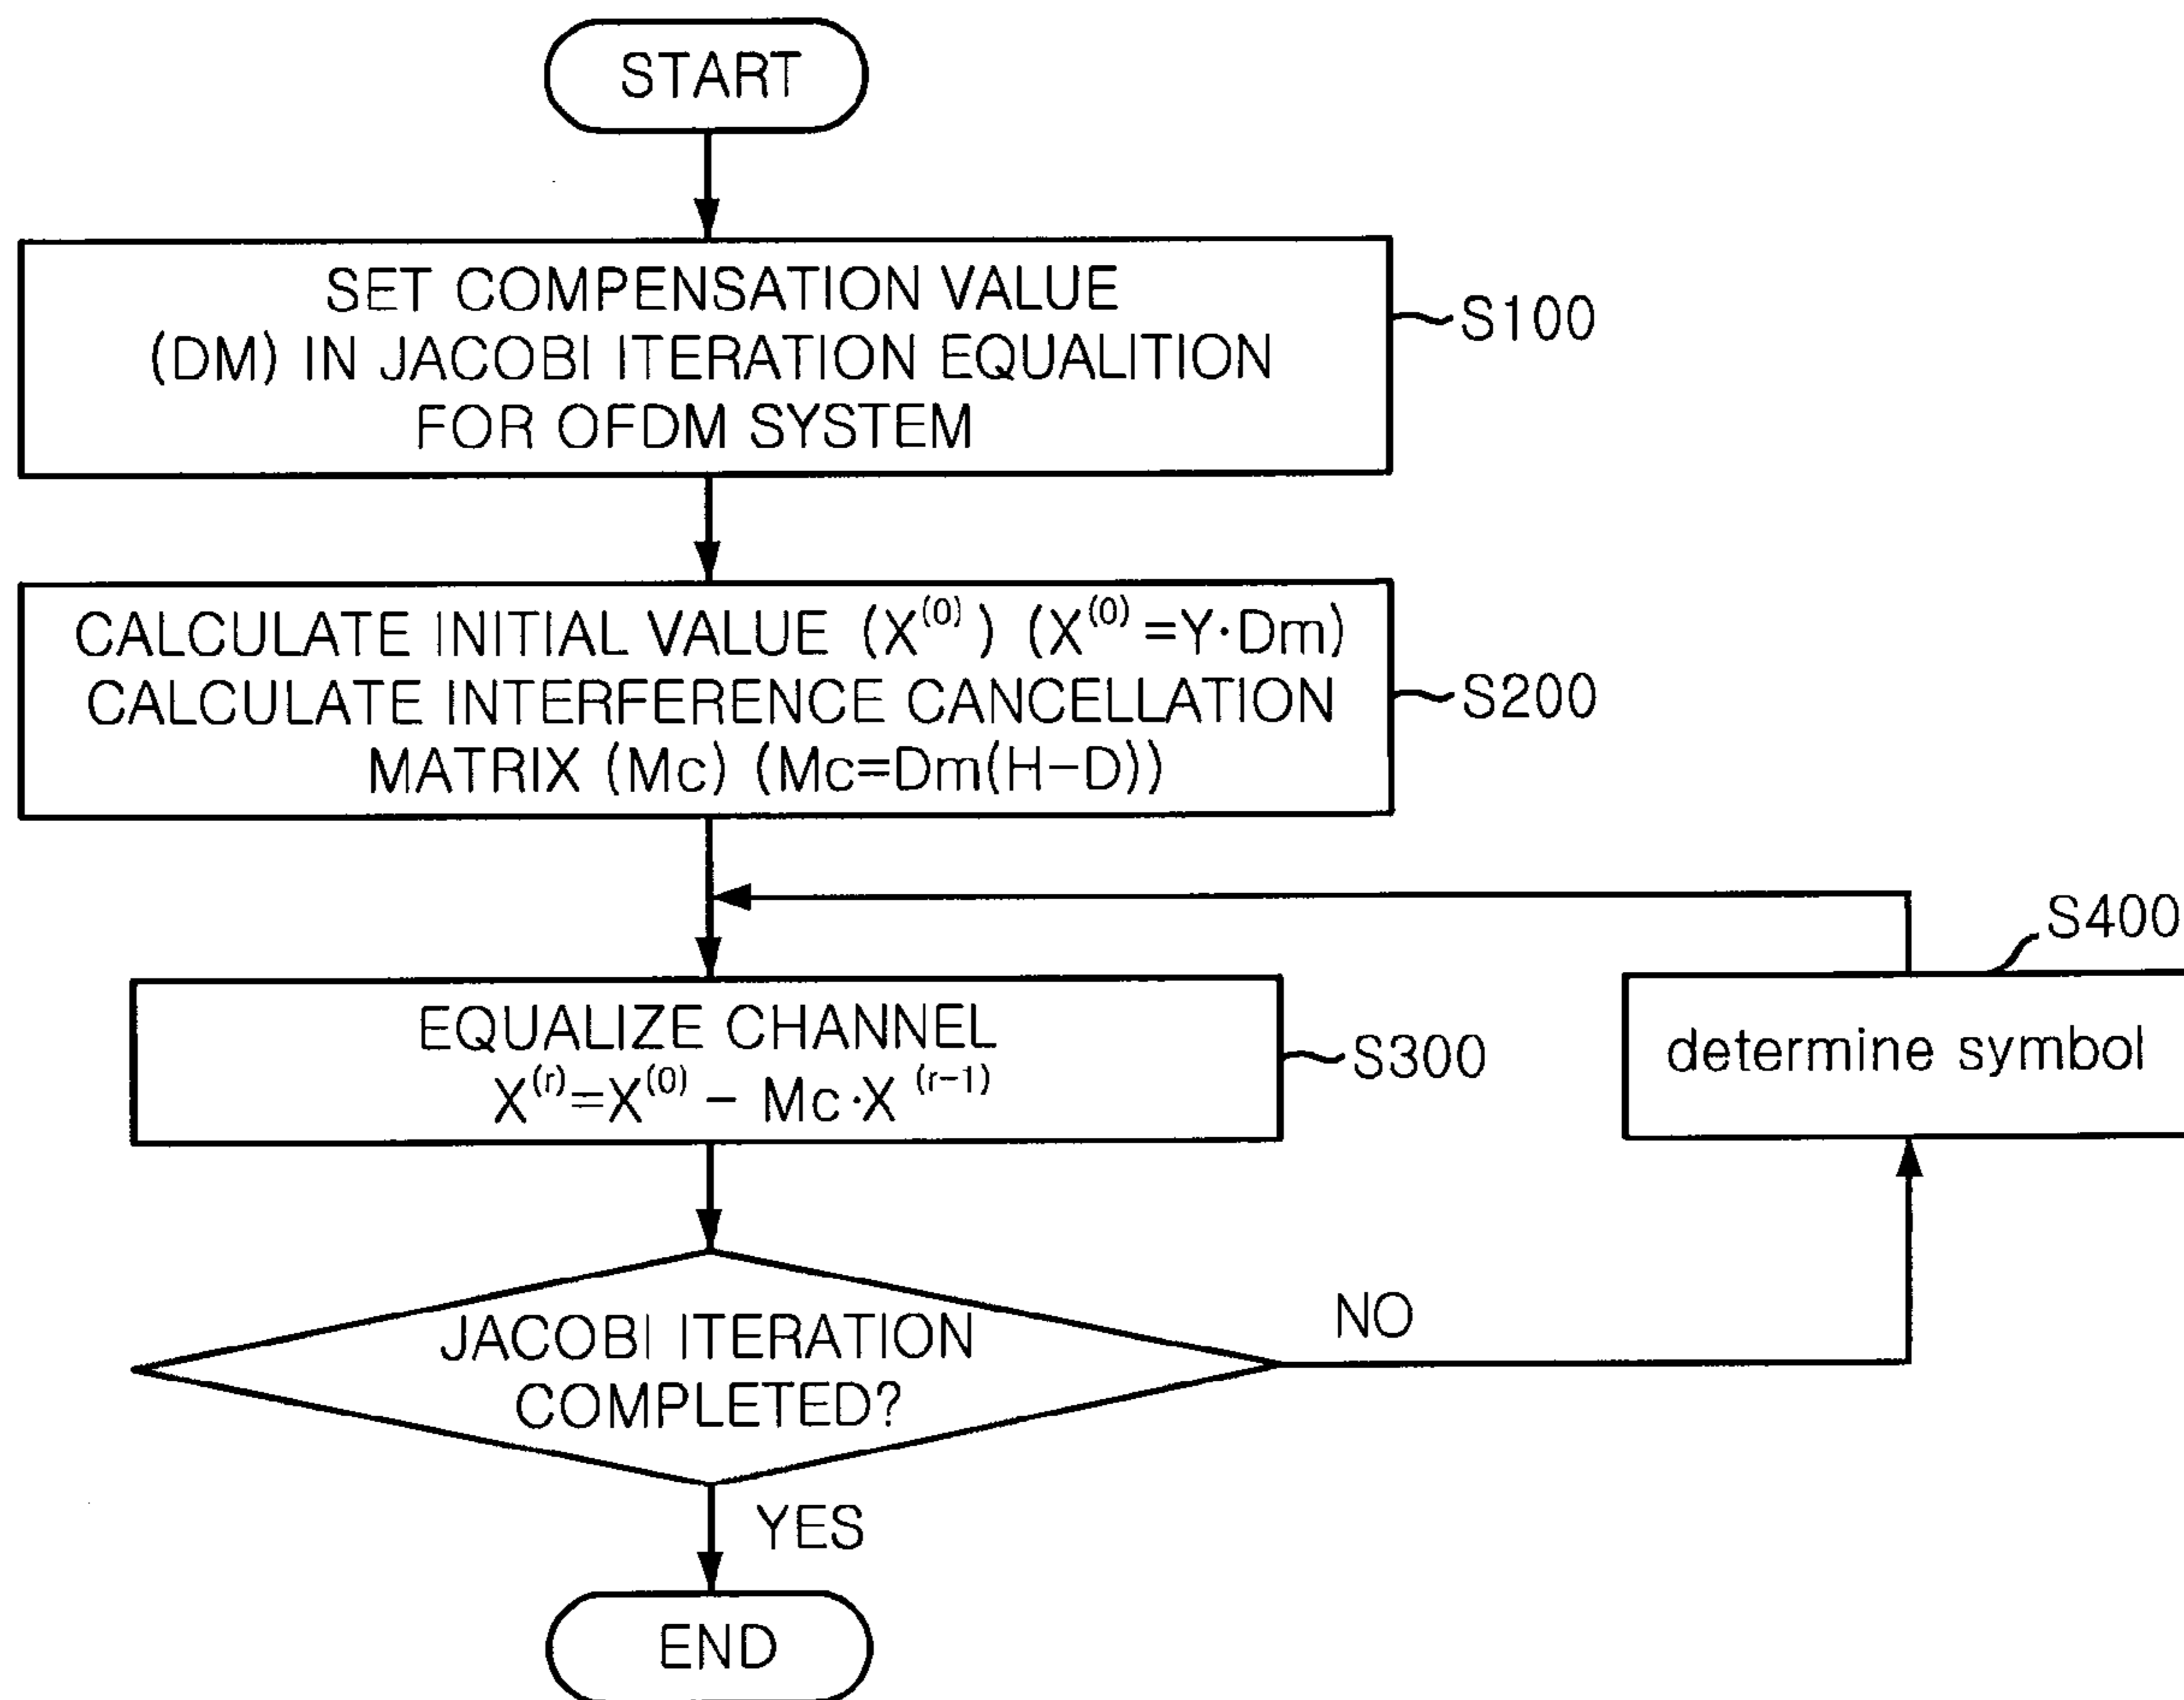 START
SET COMPENSATION VALUE
(DM) IN JACOBI ITERATION EQUALITION
FOR OFDM SYSTEM
S100
CALCULATE INITIAL VALUE (X^(0)) (X^(0)=Y·Dm)
CALCULATE INTERFERENCE CANCELLATION
MATRIX (Mc) (Mc=Dm(H-D))
S200
EQUALIZE CHANNEL
X^(r)=X^(0) - Mc·X^(r-1)
S300
S400
determine symbol
JACOBI ITERATION
COMPLETED?
NO
YES
END